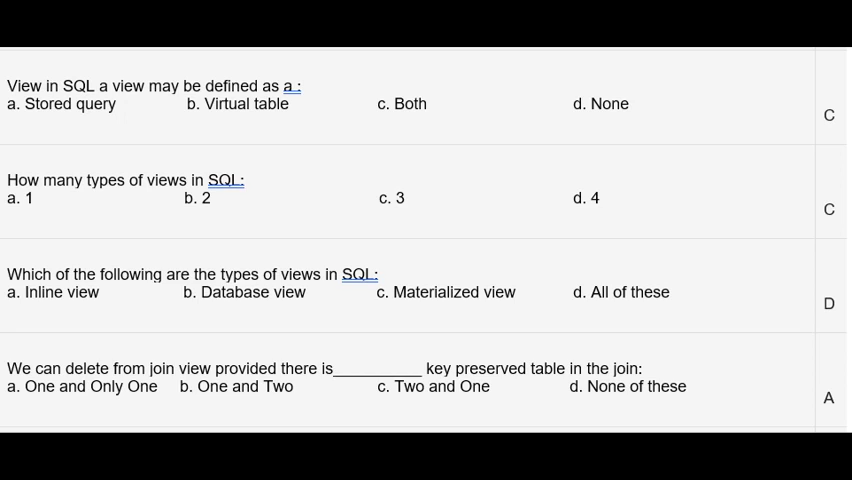 View in SQL a view may be defined as a :
a. Stored query b. Virtual table c. Both d. None
C
How many types of views in SQL:
a. 1 b. 2 c. 3 d. 4
C
Which of the following are the types of views in SQL:
a. Inline view b. Database view c. Materialized view d. All of these
D
We can delete from join view provided there is__________ key preserved table in the join:
a. One and Only One b. One and Two c. Two and One d. None of these
A